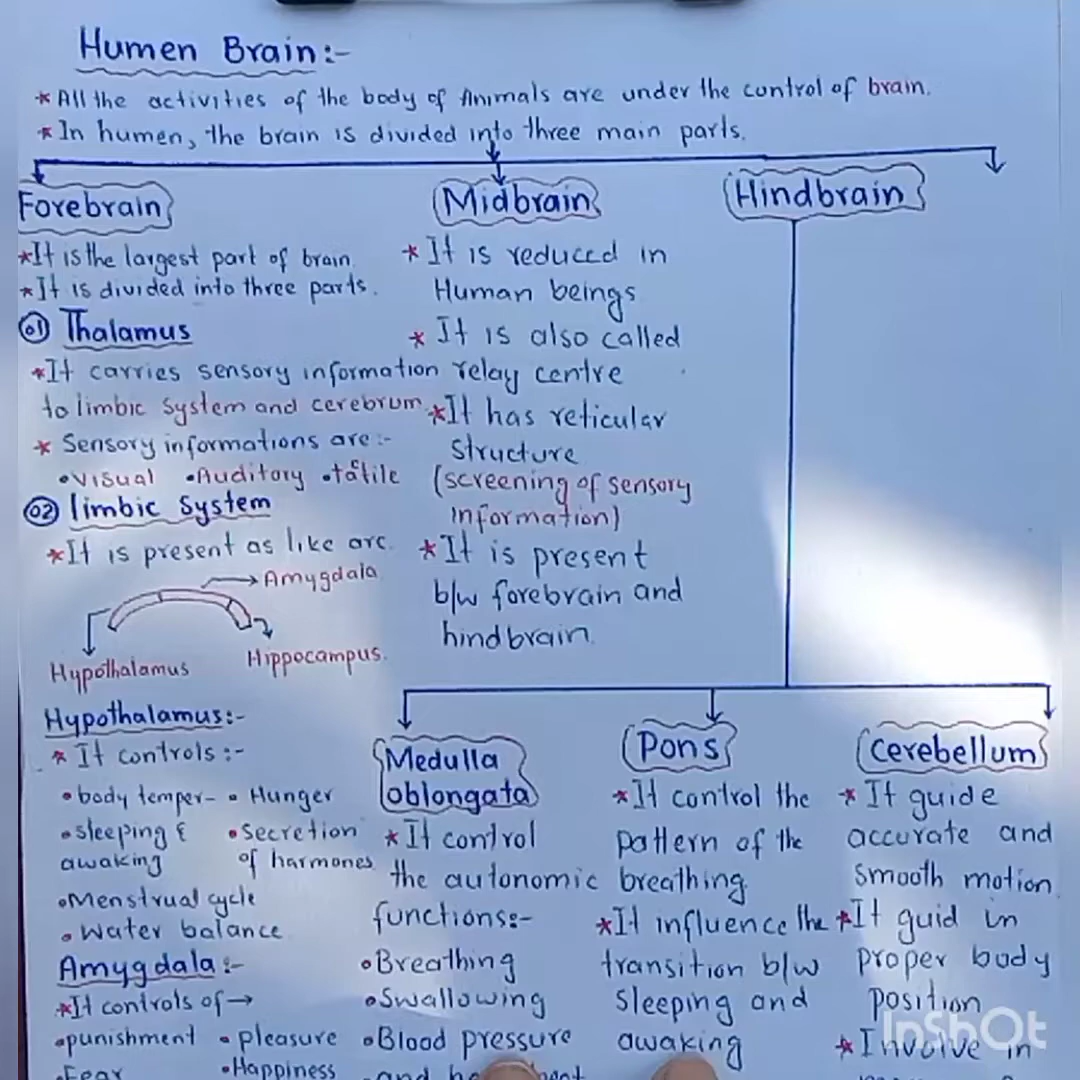 Humen Brain:-
* All the activities of the body of Animals are under the control of brain.
* In humen, the brain is divided into three main parts.
Forebrain
*It is the largest part of brain
*It is divided into three parts.
01 Thalamus
*It carries sensory information
to limbic system and cerebrum
* Sensory informations are:-
•visual •Auditory •tactile
02 limbic System
*It is present as like arc.
Amygdala
Hypothalamus
Hippocampus.
Hypothalamus:-
* It controls:-
•body temper- • Hunger
•sleeping & •secretion
awaking of harmones
•Menstrual cycle
• Water balance
Amygdala:-
*It controls of→
•punishment • pleasure
•Fear •Happiness
Midbrain
*It is reduced in
Human beings
* It is also called
relay centre
*It has reticular
structure
(screening of sensory
information)
*It is present
b/w forebrain and
hindbrain.
Hindbrain
Medulla
oblongata
*It control
the autonomic
functions:-
•Breathing
•Swallowing
•Blood pressure
•and
Pons
*It control the
pattern of the
breathing
*It influence the
transition b/w
sleeping and
awaking
Cerebellum
*It guide
accurate and
smooth motion
*It guid in
proper body
position
*Involve in
InShOt